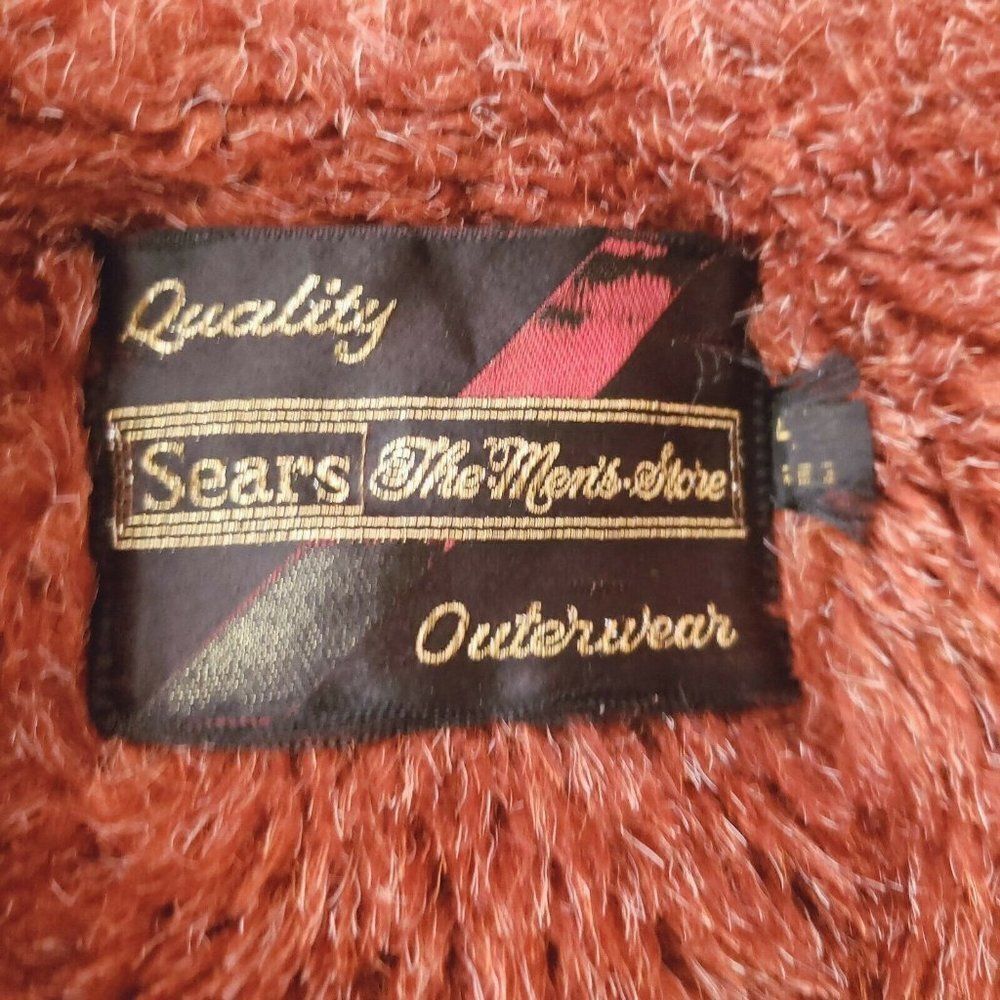 Quality
Sears The Men's Store
Outerwear